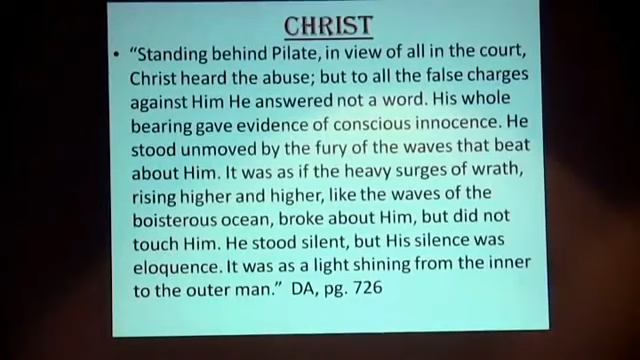 CHRIST
• “Standing behind Pilate, in view of all in the court,
Christ heard the abuse; but to all the false charges
against Him He answered not a word. His whole
bearing gave evidence of conscious innocence. He
stood unmoved by the fury of the waves that beat
about Him. It was as if the heavy surges of wrath,
rising higher and higher, like the waves of the
boisterous ocean, broke about Him, but did not
touch Him. He stood silent, but His silence was
eloquence. It was as a light shining from the inner
to the outer man.” DA, pg. 726